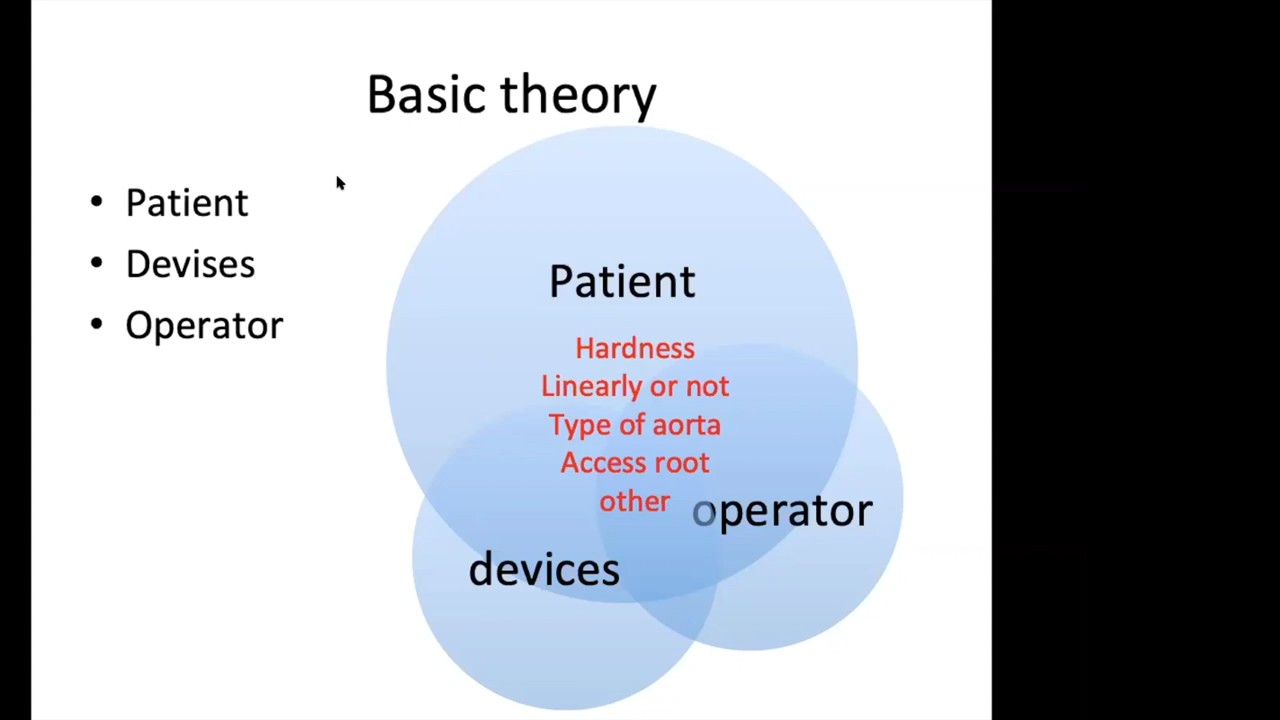 Basic theory
• Patient
• Devises
• Operator
Patient
Hardness
Linearly or not
Type of aorta
Access root
other
operator
devices